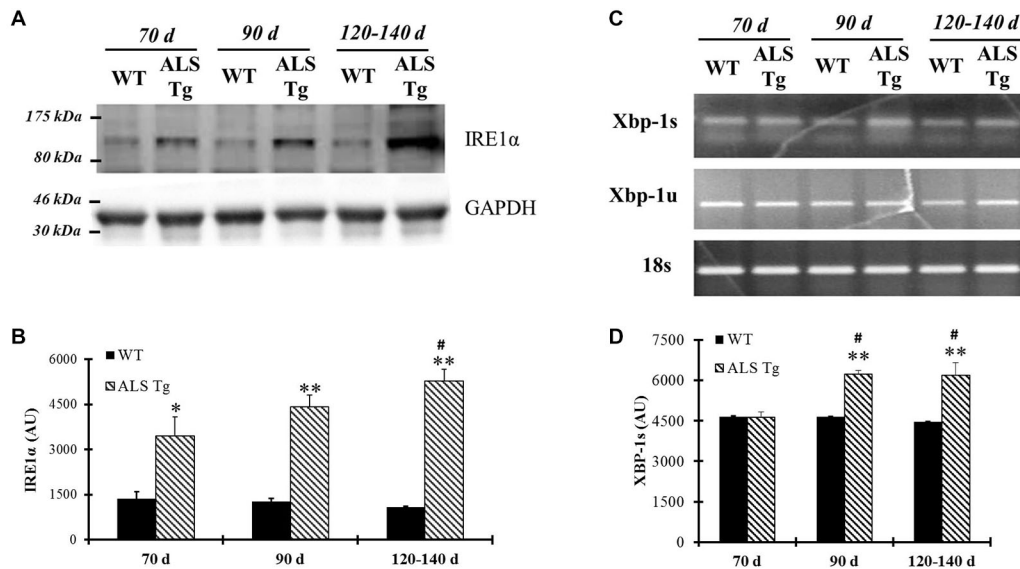 A
70 d 90 d 120-140 d
WT ALS Tg WT ALS Tg WT ALS Tg
175 kDa
IRE1α
80 kDa
46 kDa
GAPDH
30 kDa
B
WT
ALS Tg
IRE1α (AU)
6000
4500
3000
1500
0
* ** # **
70 d 90 d 120-140 d
C
70 d 90 d 120-140 d
WT ALS Tg WT ALS Tg WT ALS Tg
Xbp-1s
Xbp-1u
18s
D
WT
ALS Tg
XBP-1s (AU)
7500
6000
4500
3000
1500
0
# ** # **
70 d 90 d 120-140 d